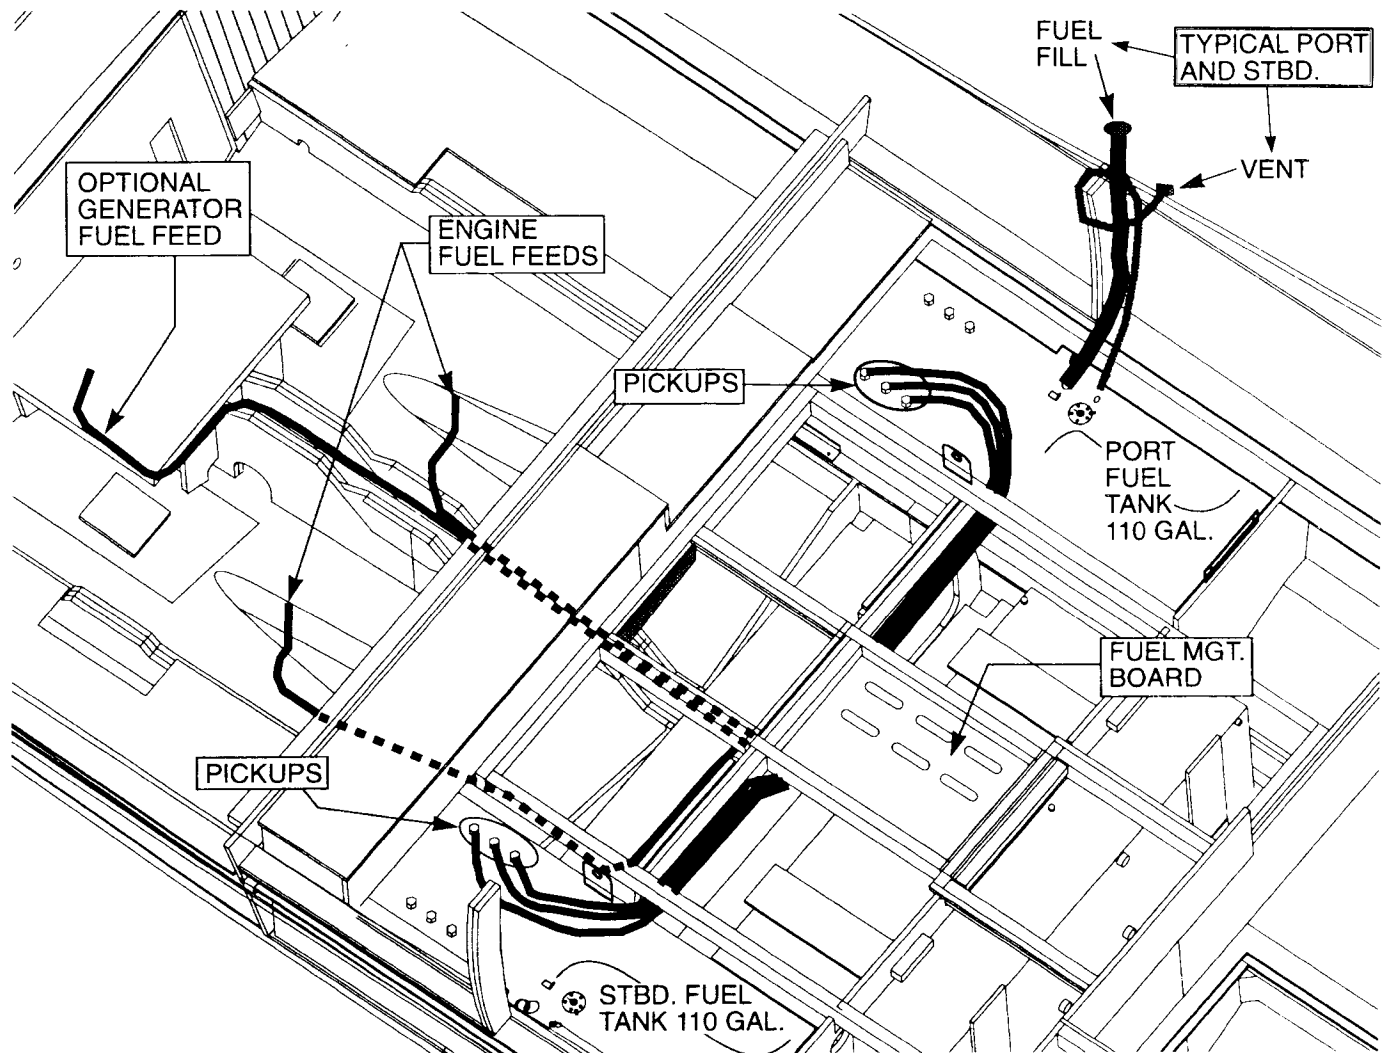 FUEL
FILL
TYPICAL PORT
AND STBD.
VENT
OPTIONAL
GENERATOR
FUEL FEED
ENGINE
FUEL FEEDS
PICKUPS
PORT
FUEL
TANK
110 GAL.
FUEL MGT.
BOARD
PICKUPS
STBD. FUEL
TANK 110 GAL.